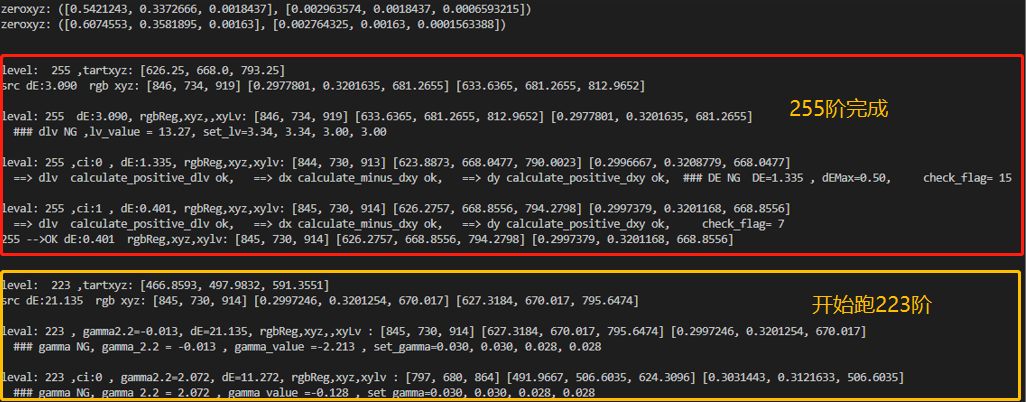 zeroxyz: ([0.5421243, 0.3372666, 0.0018437], [0.002963574, 0.0018437, 0.0006593215])
zeroxyz: ([0.6074553, 0.3581895, 0.00163], [0.002764325, 0.00163, 0.0001563388])
level:  255 ,tartxyz: [626.25, 668.0, 793.25]
src dE:3.090  rgb xyz: [846, 734, 919] [0.2977801, 0.3201635, 681.2655] [633.6365, 681.2655, 812.9652]
leval: 255  dE:3.090, rgbReg,xyz,,xyLv: [846, 734, 919] [633.6365, 681.2655, 812.9652] [0.2977801, 0.3201635, 681.2655]
255阶完成
### dlv NG ,lv_value = 13.27, set_lv=3.34, 3.34, 3.00, 3.00
leval: 255 ,ci:0 , dE:1.335, rgbReg,xyz,xylv: [844, 730, 913] [623.8873, 668.0477, 790.0023] [0.2996667, 0.3208779, 668.0477]
==> dlv  calculate_positive_dlv ok,   ==> dx calculate_minus_dxy ok,   ==> dy calculate_positive_dxy ok,  ### DE NG  DE=1.335 , dEMax=0.50,     check_flag= 15
leval: 255 ,ci:1 , dE:0.401, rgbReg,xyz,xylv: [845, 730, 914] [626.2757, 668.8556, 794.2798] [0.2997379, 0.3201168, 668.8556]
==> dlv  calculate_positive_dlv ok,   ==> dx calculate_minus_dxy ok,   ==> dy calculate_positive_dxy ok,     check_flag= 7
255 -->OK dE:0.401  rgbReg,xyz,xylv: [845, 730, 914] [626.2757, 668.8556, 794.2798] [0.2997379, 0.3201168, 668.8556]
level:  223 ,tartxyz: [466.8593, 497.9832, 591.3551]
src dE:21.135  rgb xyz: [845, 730, 914] [0.2997246, 0.3201254, 670.017] [627.3184, 670.017, 795.6474]
开始跑223阶
leval: 223 , gamma2.2=-0.013, dE=21.135, rgbReg,xyz,,xyLv : [845, 730, 914] [627.3184, 670.017, 795.6474] [0.2997246, 0.3201254, 670.017]
### gamma NG, gamma_2.2 = -0.013 , gamma_value =-2.213 , set_gamma=0.030, 0.030, 0.028, 0.028
leval: 223 ,ci:0 , gamma2.2=2.072, dE=11.272, rgbReg,xyz,xylv : [797, 680, 864] [491.9667, 506.6035, 624.3096] [0.3031443, 0.3121633, 506.6035]
### gamma NG, gamma_2.2 = 2.072 , gamma_value =-0.128 , set_gamma=0.030, 0.030, 0.028, 0.028